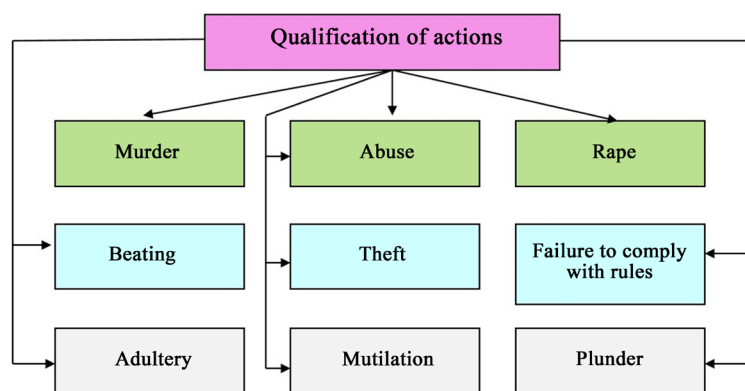 Qualification of actions
Murder
Abuse
Rape
Beating
Theft
Failure to comply
with rules
Adultery
Mutilation
Plunder